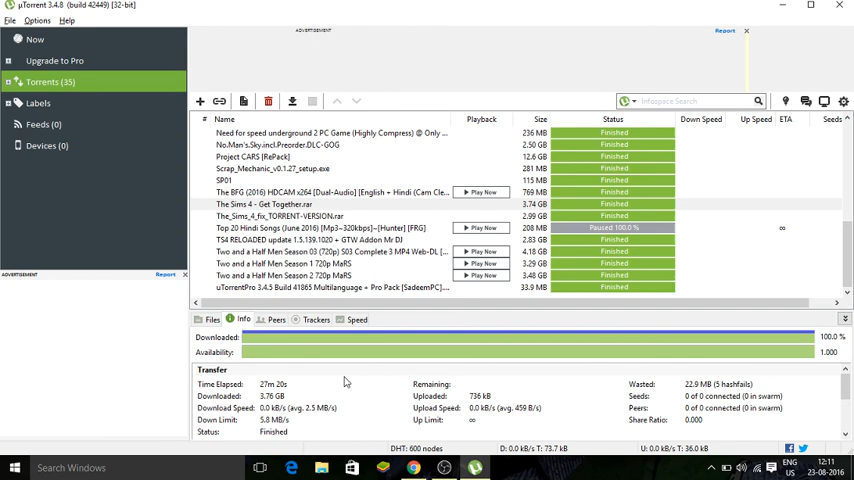 µTorrent 3.4.8 (build 42449) [32-bit]
File Options Help
ADVERTISEMENT Report
Now
Upgrade to Pro
Torrents (35)
Labels
Feeds (0)
Devices (0)
ADVERTISEMENT Report
Infospace Search
# Name Playback Size Status Down Speed Up Speed ETA Seeds
Need for speed underground 2 PC Game (Highly Compress) @ Only ... 236 MB Finished
No.Man's.Sky.incl.Preorder.DLC-GOG 2.50 GB Finished
Project CARS [RePack] 12.6 GB Finished
Scrap_Mechanic_v0.1.27_setup.exe 269 MB Finished
SP01 115 MB Finished
The BFG (2016) HDCAM x264 [Dual-Audio] [English + Hindi (Cam Cle... Play Now 769 MB Finished
The Sims 4 - Get Together.rar 3.74 GB Finished
The_Sims_4_fix_TORRENT-VERSION.rar 2.99 GB Finished
Top 20 Hindi Songs (June 2016) [Mp3~320kbps]~[Hunter] [FRG] Play Now 208 MB Paused 100.0 % ∞
TS4 RELOADED update 1.5.139.1020 + GTW Addon Mr DJ 2.83 GB Finished
Two and a Half Men Season 03 (720p) S03 Complete 3 MP4 Web-DL [... Play Now 4.18 GB Finished
Two and a Half Men Season 1 720p MaRS Play Now 3.29 GB Finished
Two and a Half Men Season 2 720p MaRS Play Now 3.48 GB Finished
uTorrentPro 3.4.5 Build 41865 Multilanguage + Pro Pack [SadeemPC].... 33.9 MB Finished
Files Info Peers Trackers Speed
Downloaded: 100.0 %
Availability: 1.000
Transfer
Time Elapsed: 27m 20s Remaining: Wasted: 22.9 MB (5 hashfails)
Downloaded: 3.76 GB Uploaded: 736 kB Seeds: 0 of 0 connected (0 in swarm)
Download Speed: 0.0 kB/s (avg. 2.5 MB/s) Upload Speed: 0.0 kB/s (avg. 459 B/s) Peers: 0 of 0 connected (0 in swarm)
Down Limit: 5.8 MB/s Up Limit: ∞ Share Ratio: 0.000
Status: Finished
DHT: 600 nodes D: 0.0 kB/s T: 73.7 kB U: 0.0 kB/s T: 36.0 kB
Search Windows
ENG 12:11
US 23-08-2016